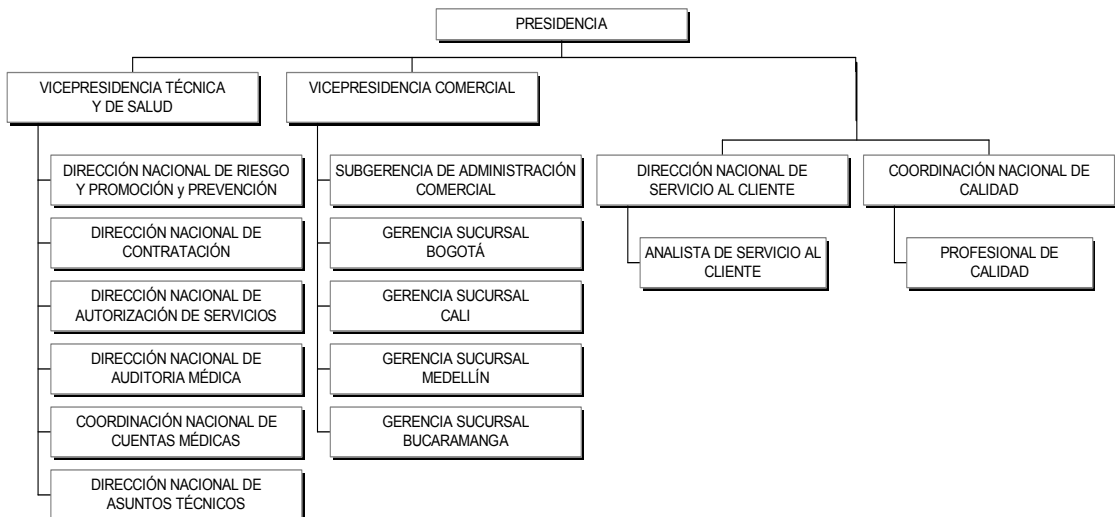 PRESIDENCIA
VICEPRESIDENCIA TÉCNICA
Y DE SALUD
VICEPRESIDENCIA COMERCIAL
DIRECCIÓN NACIONAL DE RIESGO
Y PROMOCIÓN y PREVENCIÓN
DIRECCIÓN NACIONAL DE
CONTRATACIÓN
DIRECCIÓN NACIONAL DE
AUTORIZACIÓN DE SERVICIOS
DIRECCIÓN NACIONAL DE
AUDITORIA MÉDICA
COORDINACIÓN NACIONAL DE
CUENTAS MÉDICAS
DIRECCIÓN NACIONAL DE
ASUNTOS TÉCNICOS
SUBGERENCIA DE ADMINISTRACIÓN
COMERCIAL
GERENCIA SUCURSAL
BOGOTÁ
GERENCIA SUCURSAL
CALI
GERENCIA SUCURSAL
MEDELLÍN
GERENCIA SUCURSAL
BUCARAMANGA
DIRECCIÓN NACIONAL DE
SERVICIO AL CLIENTE
ANALISTA DE SERVICIO AL
CLIENTE
COORDINACIÓN NACIONAL DE
CALIDAD
PROFESIONAL DE
CALIDAD